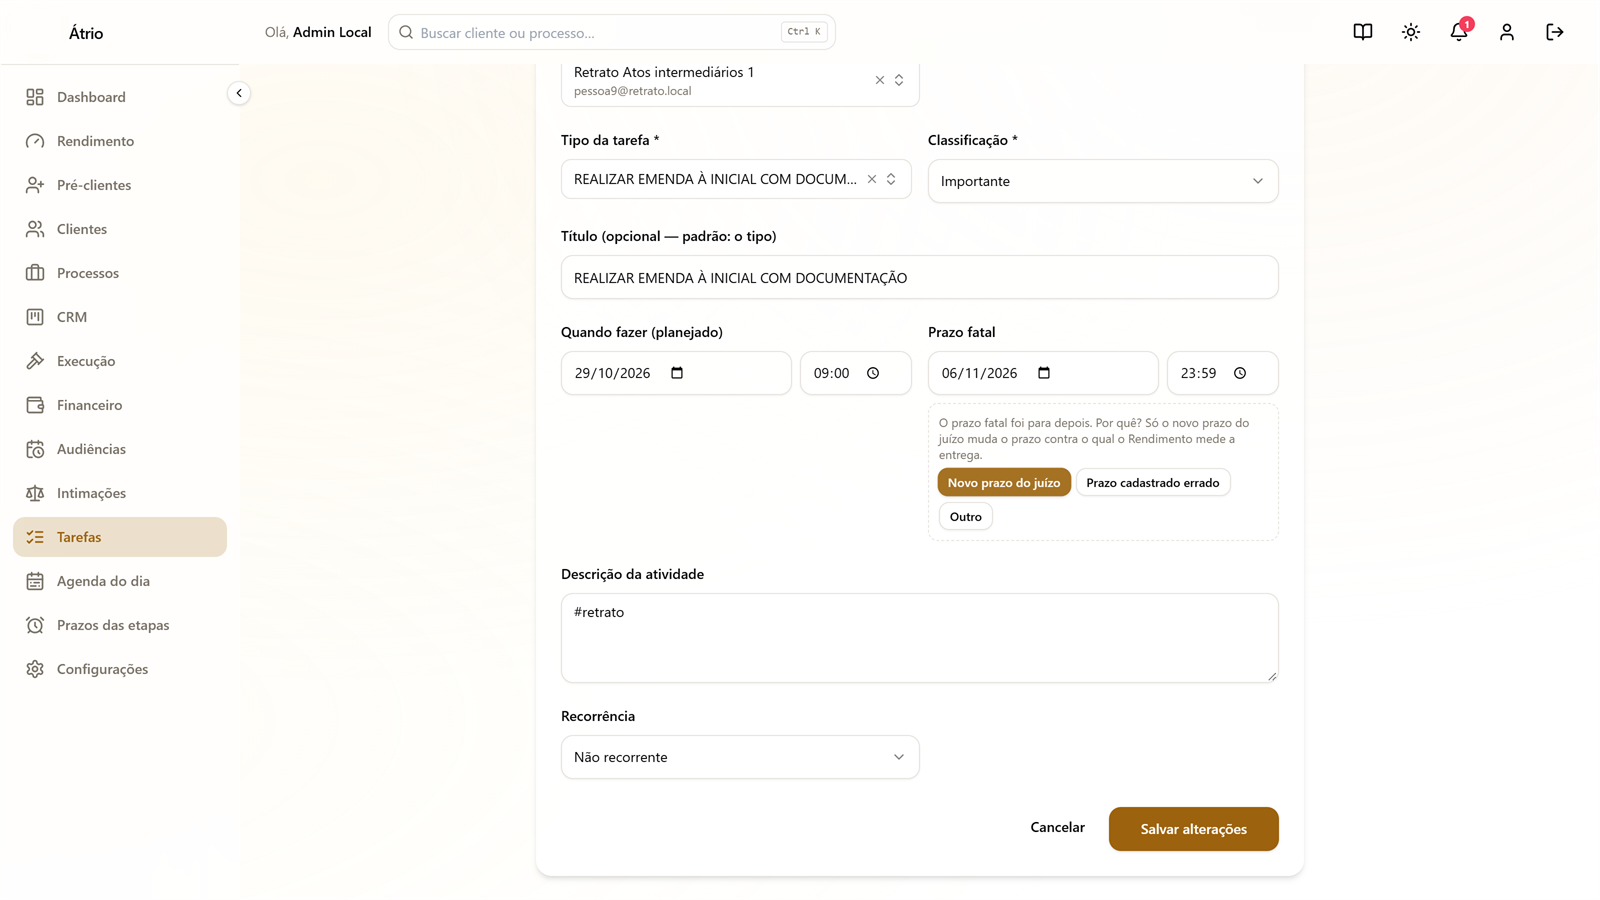 Átrio
Olá, Admin Local
Buscar cliente ou processo...
Ctrl K
1
Dashboard
Rendimento
Pré-clientes
Clientes
Processos
CRM
Execução
Financeiro
Audiências
Intimações
Tarefas
Agenda do dia
Prazos das etapas
Configurações
Retrato Atos intermediários 1
pessoa9@retrato.local
Tipo da tarefa *
Classificação *
REALIZAR EMENDA À INICIAL COM DOCUM...
Importante
Título (opcional — padrão: o tipo)
REALIZAR EMENDA À INICIAL COM DOCUMENTAÇÃO
Quando fazer (planejado)
Prazo fatal
29/10/2026
09:00
06/11/2026
23:59
O prazo fatal foi para depois. Por quê? Só o novo prazo do
juízo muda o prazo contra o qual o Rendimento mede a
entrega.
Novo prazo do juízo
Prazo cadastrado errado
Outro
Descrição da atividade
#retrato
Recorrência
Não recorrente
Cancelar
Salvar alterações